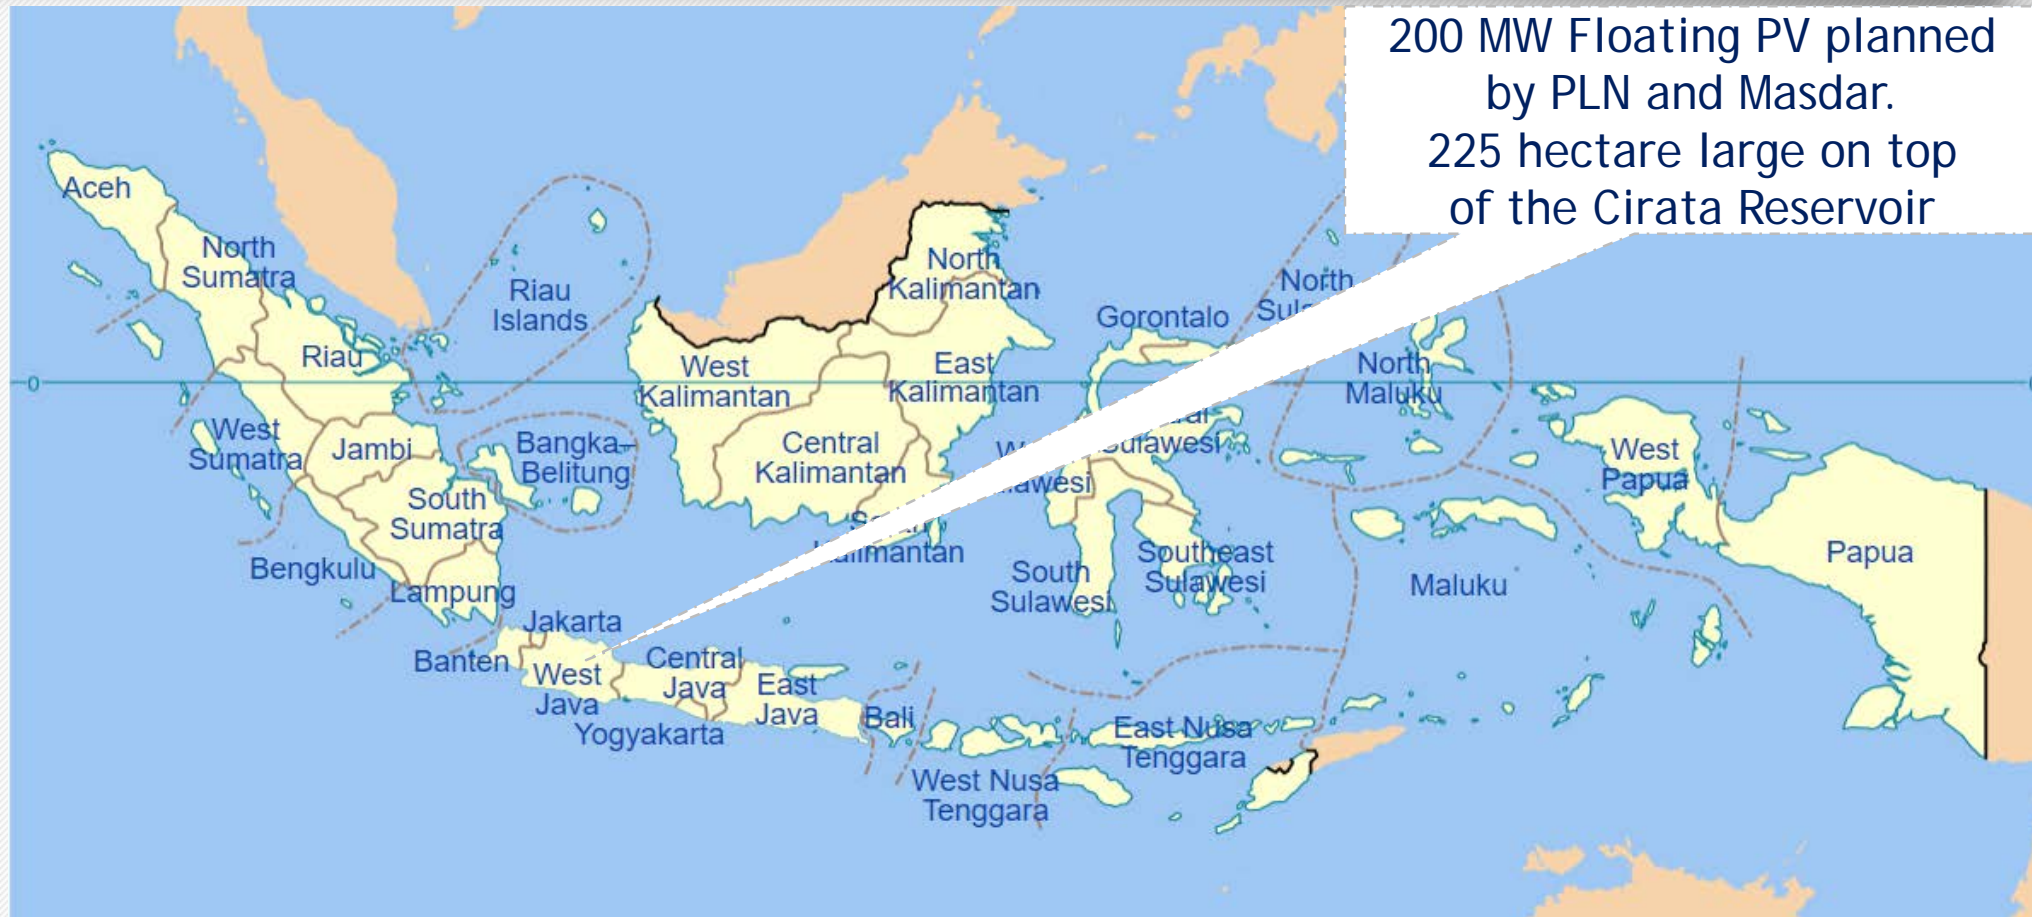 200 MW Floating PV planned
by PLN and Masdar.
225 hectare large on top
of the Cirata Reservoir
Aceh
North
Sumatra
Riau
Islands
Riau
West
Sumatra
Jambi
Bangka–
Belitung
South
Sumatra
Bengkulu
Lampung
North
Kalimantan
West
Kalimantan
East
Kalimantan
Central
Kalimantan
Kalimantan
Gorontalo
North
North
Maluku
0
Sulawesi
South
Sulawesi
Southeast
Sulawesi
Maluku
West
Papua
Papua
Jakarta
Banten
West
Java
Central
Java
Yogyakarta
East
Java
Bali
West Nusa
Tenggara
East Nusa
Tenggara